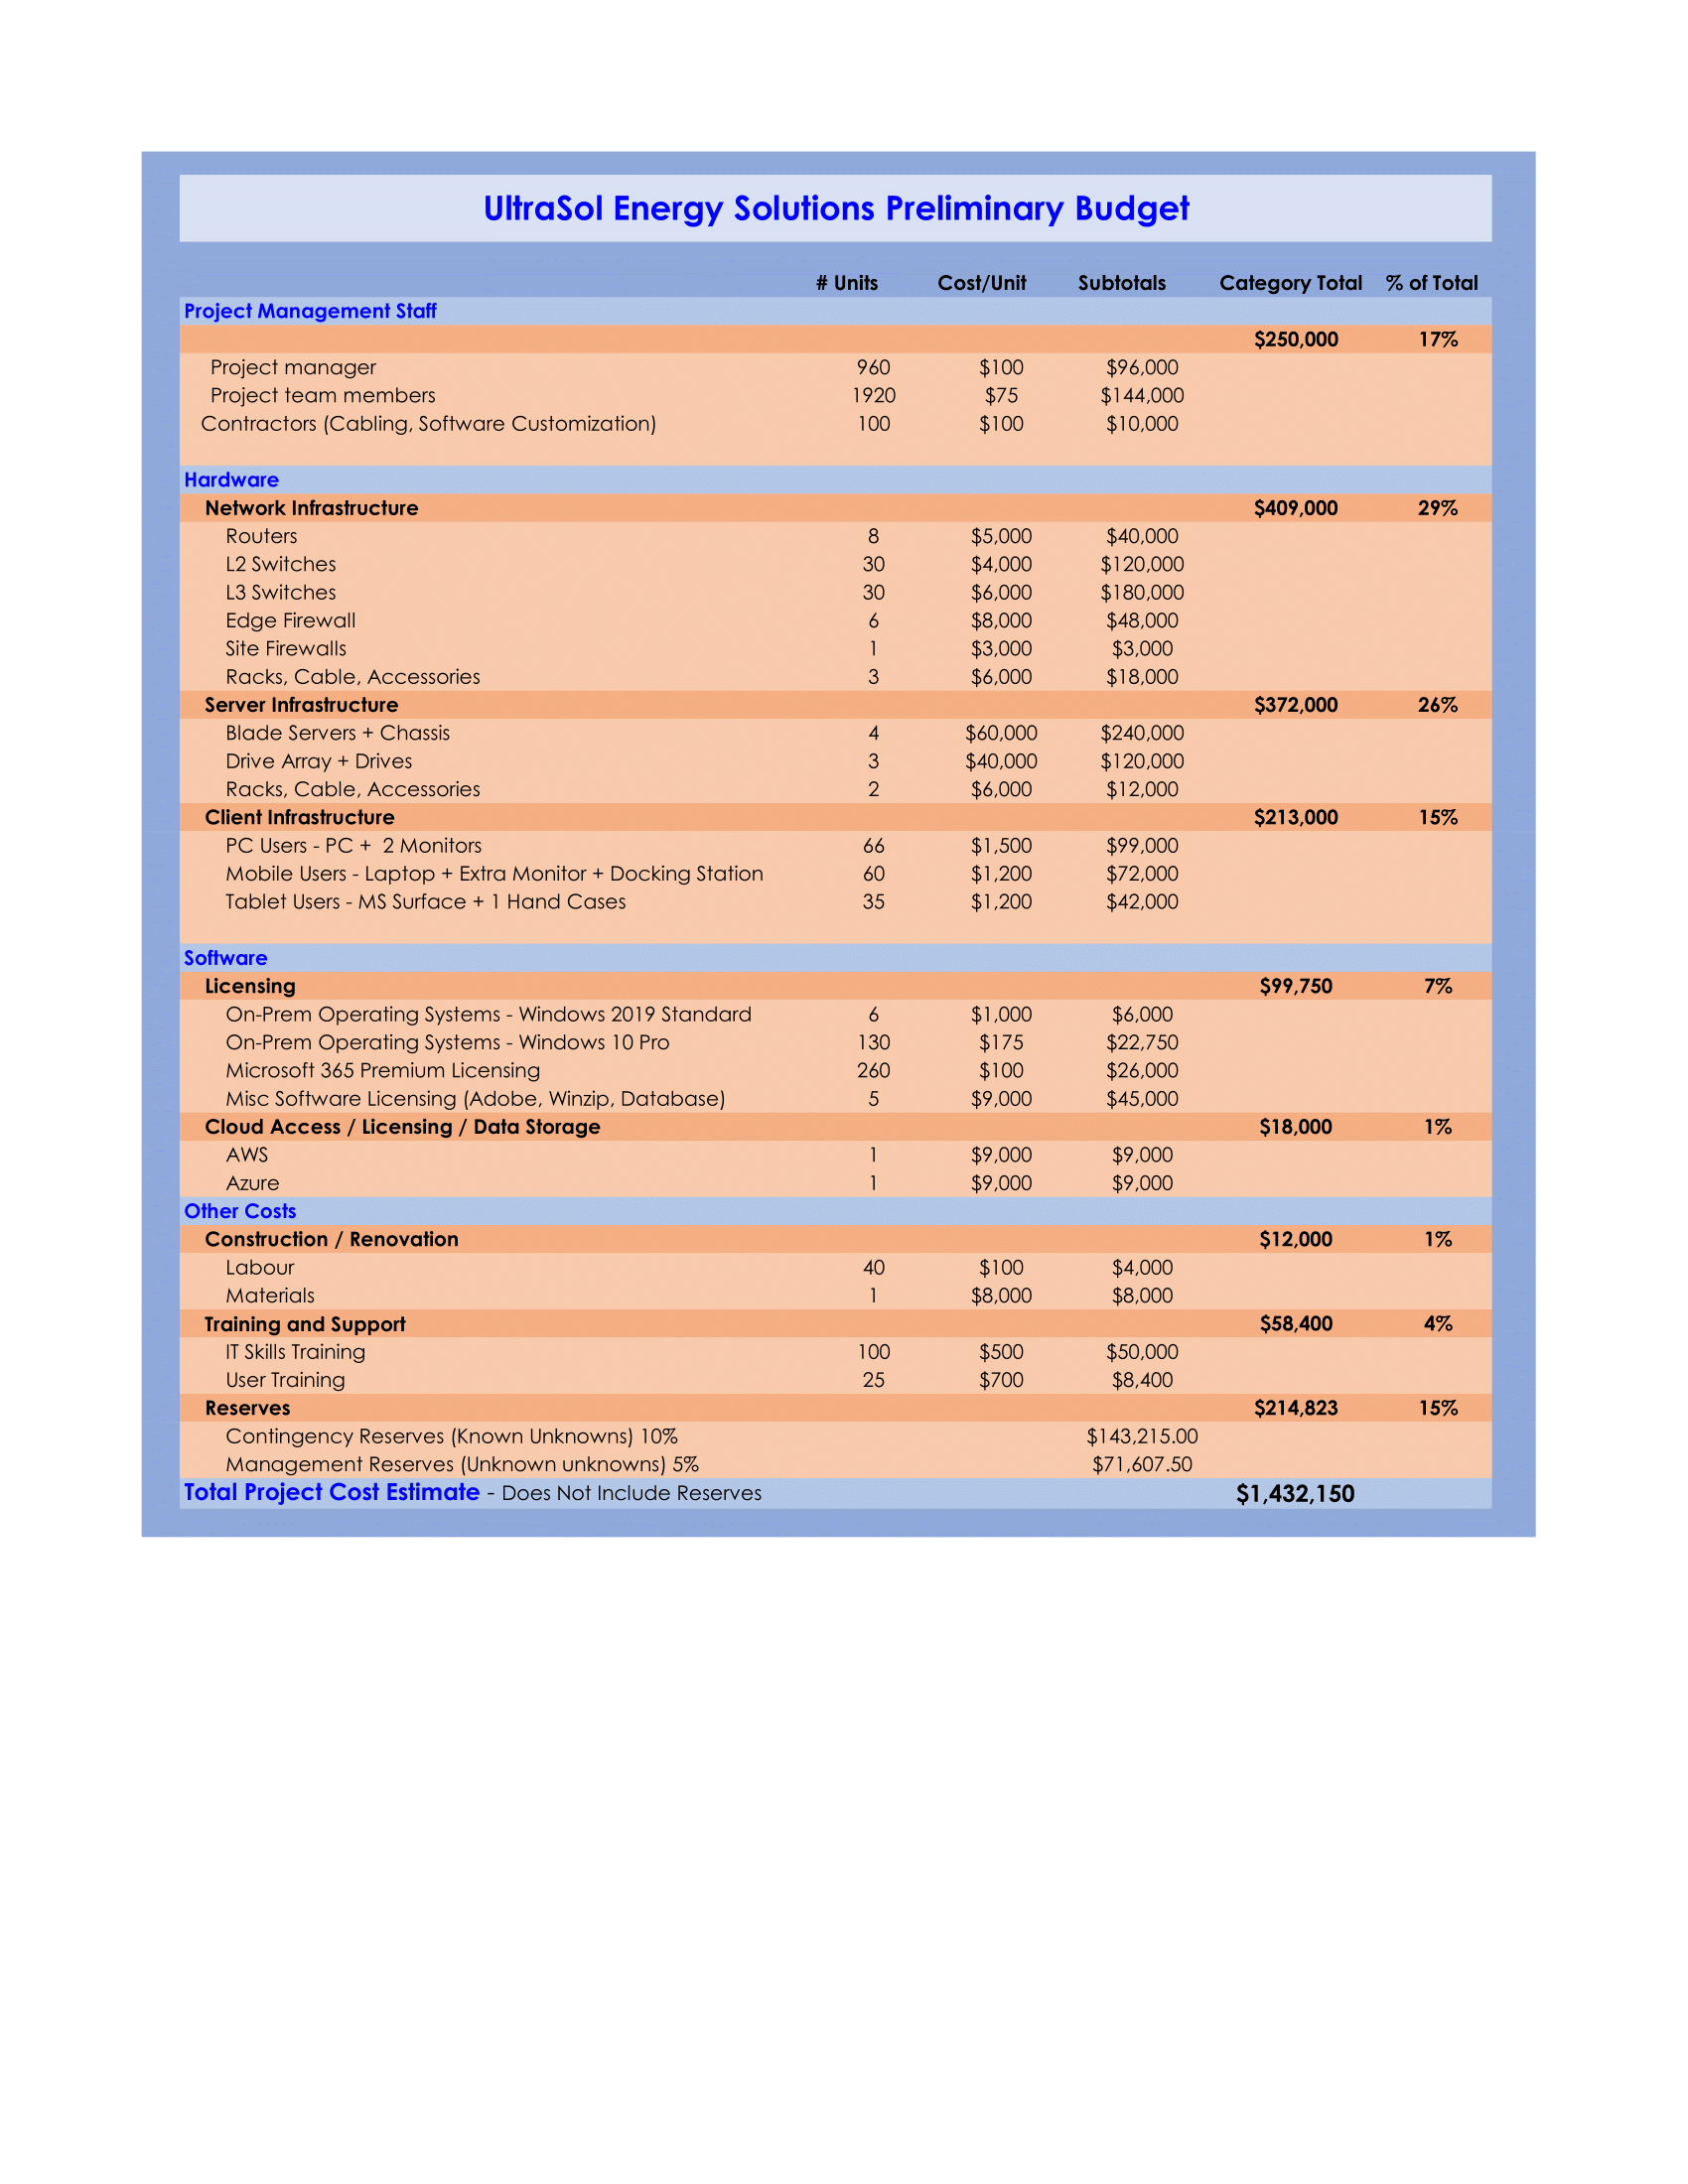 UltraSol Energy Solutions Preliminary Budget
# Units Cost/Unit Subtotals Category Total % of Total
Project Management Staff
$250,000 17%
Project manager 960 $100 $96,000
Project team members 1920 $75 $144,000
Contractors (Cabling, Software Customization) 100 $100 $10,000
Hardware
Network Infrastructure $409,000 29%
Routers 8 $5,000 $40,000
L2 Switches 30 $4,000 $120,000
L3 Switches 30 $6,000 $180,000
Edge Firewall 6 $8,000 $48,000
Site Firewalls 1 $3,000 $3,000
Racks, Cable, Accessories 3 $6,000 $18,000
Server Infrastructure $372,000 26%
Blade Servers + Chassis 4 $60,000 $240,000
Drive Array + Drives 3 $40,000 $120,000
Racks, Cable, Accessories 2 $6,000 $12,000
Client Infrastructure $213,000 15%
PC Users - PC + 2 Monitors 66 $1,500 $99,000
Mobile Users - Laptop + Extra Monitor + Docking Station 60 $1,200 $72,000
Tablet Users - MS Surface + 1 Hand Cases 35 $1,200 $42,000
Software
Licensing $99,750 7%
On-Prem Operating Systems - Windows 2019 Standard 6 $1,000 $6,000
On-Prem Operating Systems - Windows 10 Pro 130 $175 $22,750
Microsoft 365 Premium Licensing 260 $100 $26,000
Misc Software Licensing (Adobe, Winzip, Database) 5 $9,000 $45,000
Cloud Access / Licensing / Data Storage $18,000 1%
AWS 1 $9,000 $9,000
Azure 1 $9,000 $9,000
Other Costs
Construction / Renovation $12,000 1%
Labour 40 $100 $4,000
Materials 1 $8,000 $8,000
Training and Support $58,400 4%
IT Skills Training 100 $500 $50,000
User Training 25 $700 $8,400
Reserves $214,823 15%
Contingency Reserves (Known Unknowns) 10% $143,215.00
Management Reserves (Unknown unknowns) 5% $71,607.50
Total Project Cost Estimate - Does Not Include Reserves $1,432,150